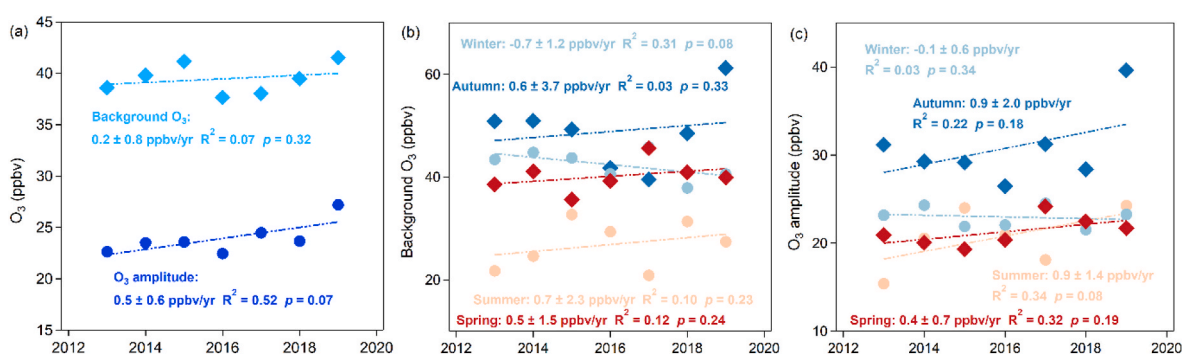 (a)
O₃ (ppbv)
45
40
35
30
25
20
15
Background O₃:
0.2 ± 0.8 ppbv/yr R² = 0.07 p = 0.32
O₃ amplitude:
0.5 ± 0.6 ppbv/yr R² = 0.52 p = 0.07
2012 2014 2016 2018 2020
(b)
Background O₃ (ppbv)
60
40
20
Winter: -0.7 ± 1.2 ppbv/yr R² = 0.31 p = 0.08
Autumn: 0.6 ± 3.7 ppbv/yr R² = 0.03 p = 0.33
Summer: 0.7 ± 2.3 ppbv/yr R² = 0.10 p = 0.23
Spring: 0.5 ± 1.5 ppbv/yr R² = 0.12 p = 0.24
2012 2014 2016 2018 2020
(c)
O₃ amplitude (ppbv)
40
30
20
10
Winter: -0.1 ± 0.6 ppbv/yr
R² = 0.03 p = 0.34
Autumn: 0.9 ± 2.0 ppbv/yr
R² = 0.22 p = 0.18
Summer: 0.9 ± 1.4 ppbv/yr
R² = 0.34 p = 0.08
Spring: 0.4 ± 0.7 ppbv/yr R² = 0.32 p = 0.19
2012 2014 2016 2018 2020